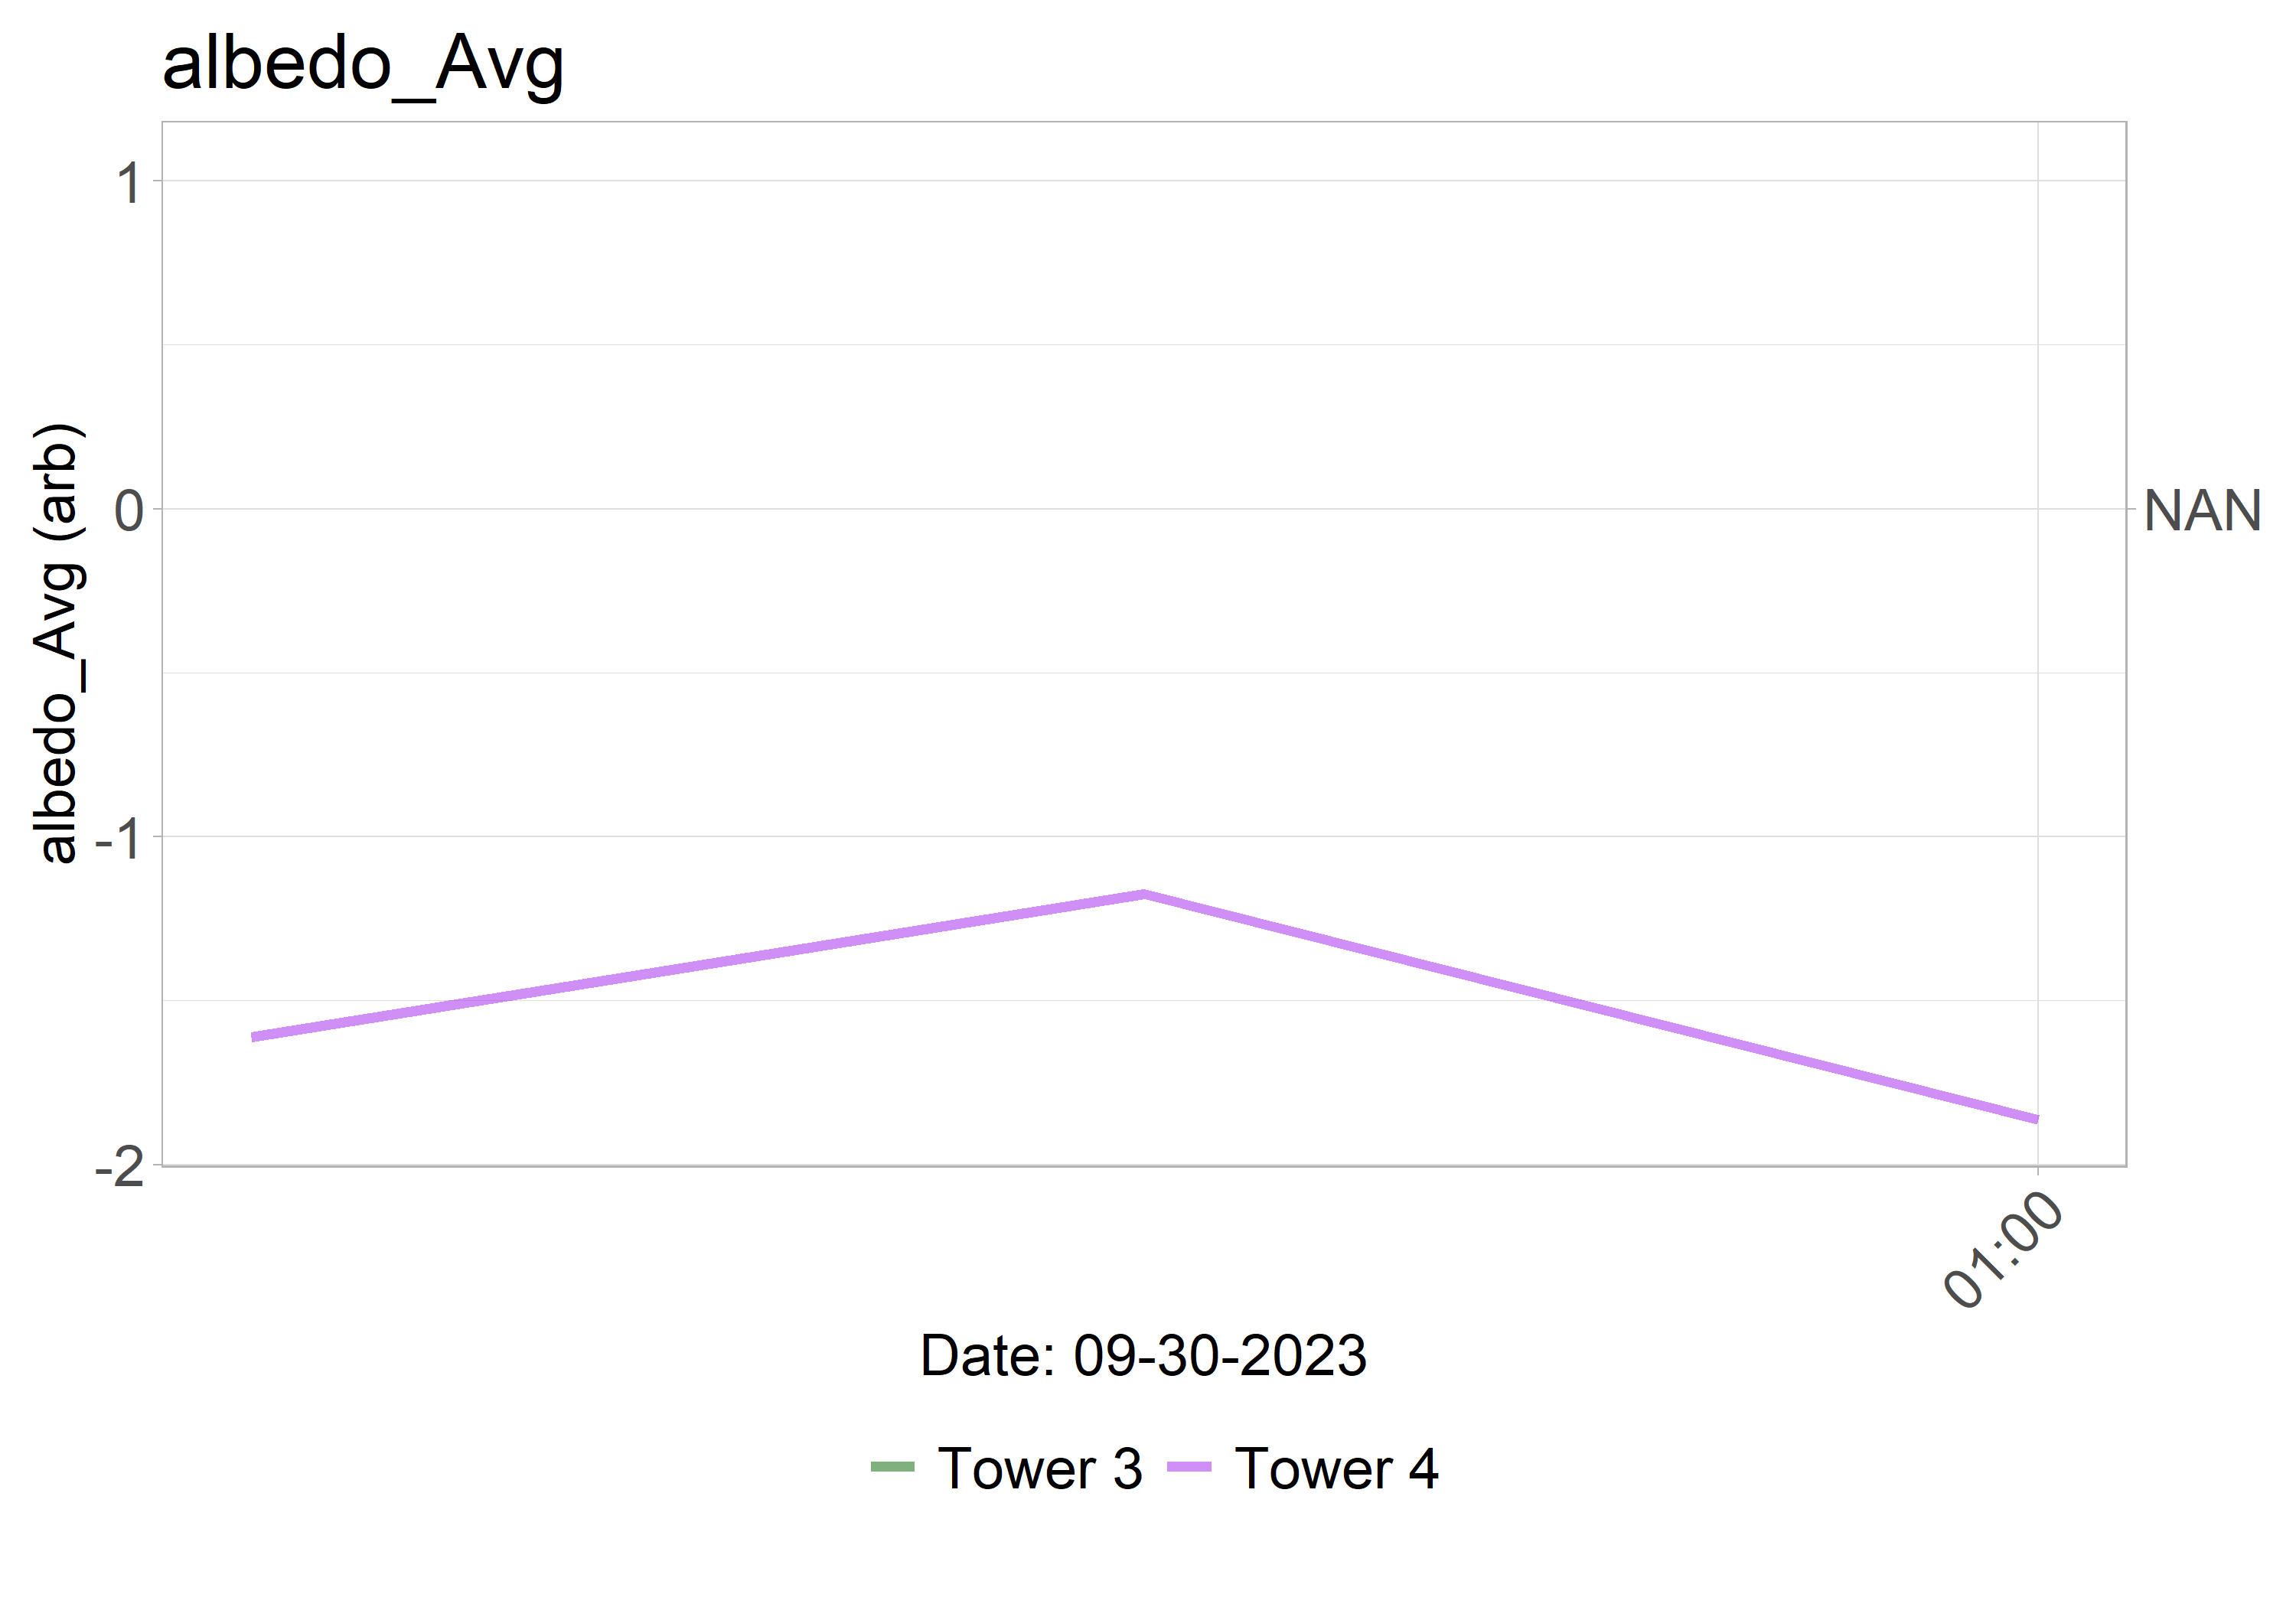 albedo_Avg
albedo_Avg (arb)
1
0
-1
-2
NAN
01:00
Date: 09-30-2023
Tower 3 Tower 4